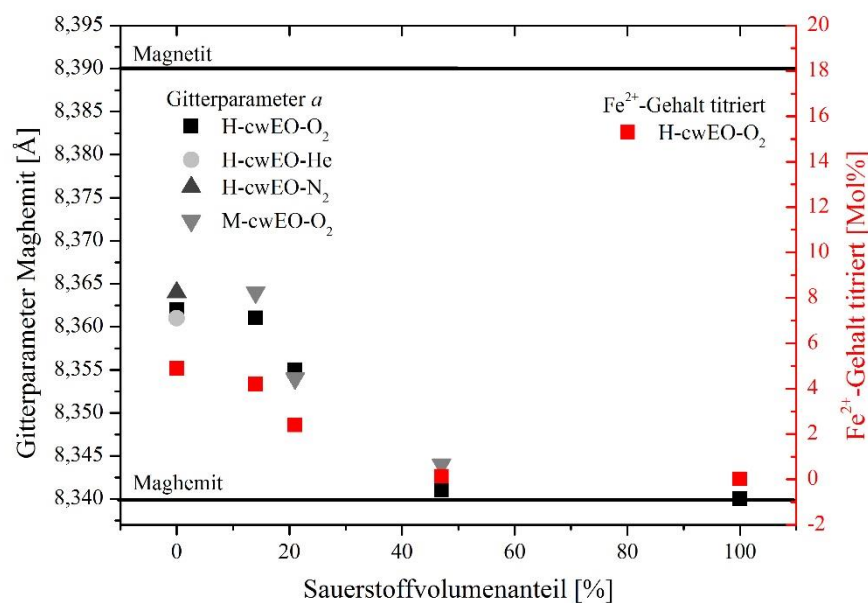 Gitterparameter Maghemit [Å]
8,395
8,390
8,385
8,380
8,375
8,370
8,365
8,360
8,355
8,350
8,345
8,340
Magnetit
Gitterparameter a
H-cwEO-O₂
H-cwEO-He
H-cwEO-N₂
M-cwEO-O₂
Fe²⁺-Gehalt titriert
H-cwEO-O₂
Maghemit
20
18
16
14
12
10
8
6
4
2
0
-2
Fe²⁺-Gehalt titriert [Mol%]
0
20
40
60
80
100
Sauerstoffvolumenanteil [%]